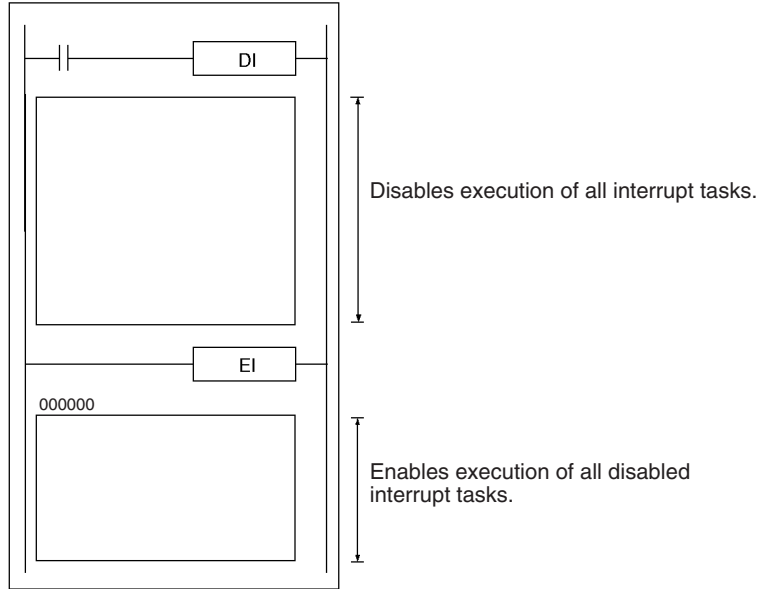 DI
Disables execution of all interrupt tasks.
EI
000000
Enables execution of all disabled
interrupt tasks.